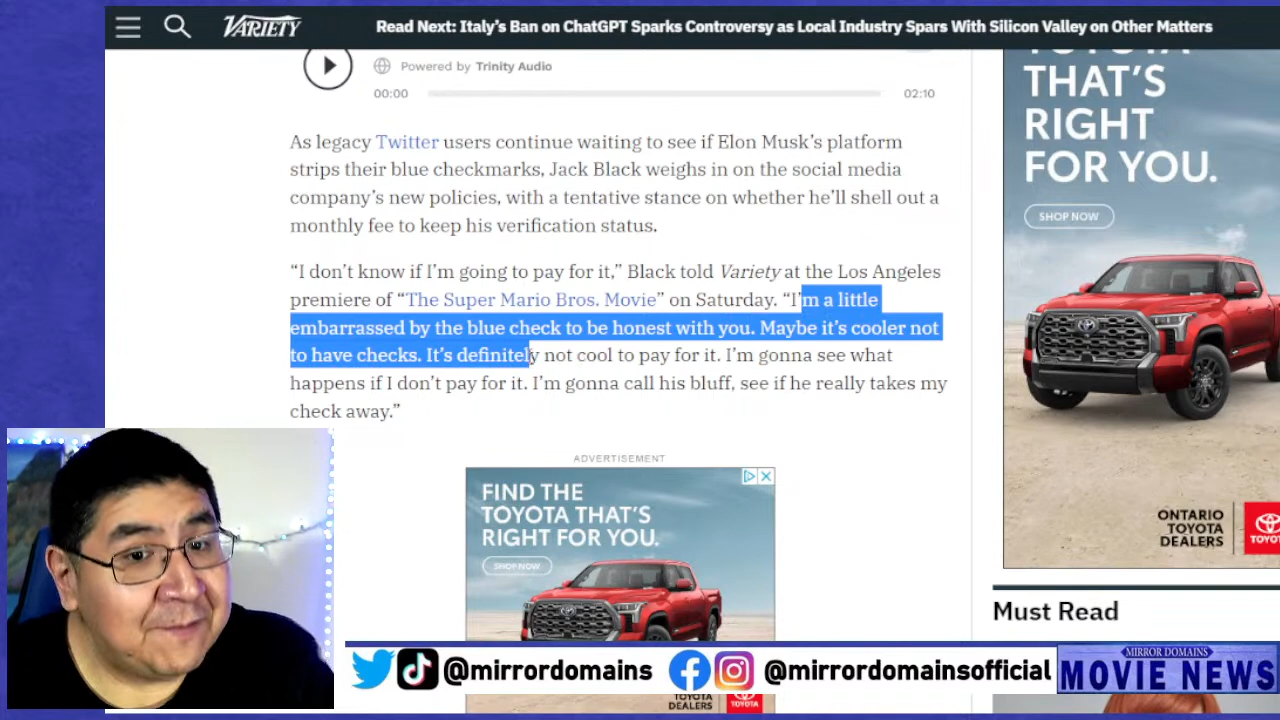 VARIETY
Read Next: Italy's Ban on ChatGPT Sparks Controversy as Local Industry Spars With Silicon Valley on Other Matters
Powered by Trinity Audio
00:00
02:10
As legacy Twitter users continue waiting to see if Elon Musk's platform
strips their blue checkmarks, Jack Black weighs in on the social media
company's new policies, with a tentative stance on whether he'll shell out a
monthly fee to keep his verification status.
“I don't know if I'm going to pay for it,” Black told Variety at the Los Angeles
premiere of “The Super Mario Bros. Movie” on Saturday. “I'm a little
embarrassed by the blue check to be honest with you. Maybe it's cooler not
to have checks. It's definitely not cool to pay for it. I'm gonna see what
happens if I don't pay for it. I'm gonna call his bluff, see if he really takes my
check away.”
ADVERTISEMENT
FIND THE
TOYOTA THAT'S
RIGHT FOR YOU.
SHOP NOW
TOYOTA
DEALERS
TOYOTA
TOYOTA
THAT'S
RIGHT
FOR YOU.
SHOP NOW
ONTARIO
TOYOTA
DEALERS
TOYOT
Must Read
@mirrordomains
@mirrordomainsofficial
MIRROR DOMAINS
MOVIE NEWS